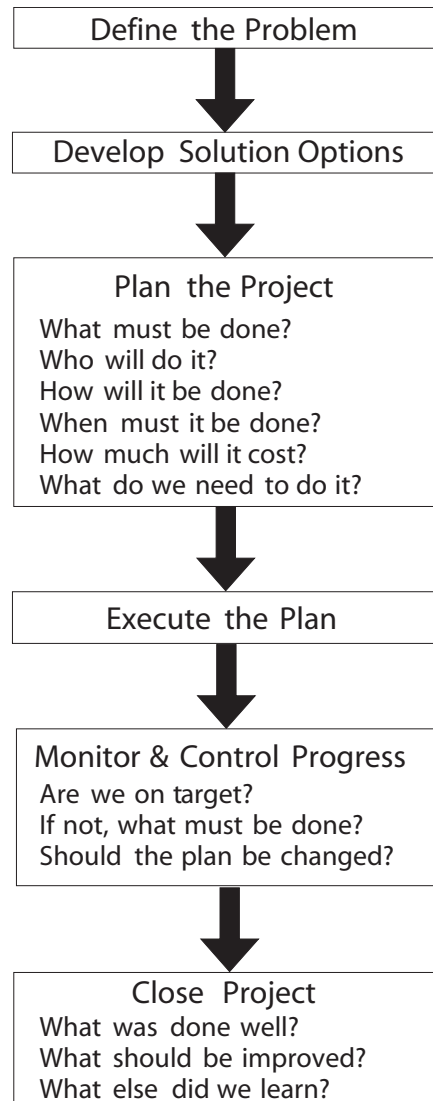 Define the Problem
Develop Solution Options
Plan the Project
What must be done?
Who will do it?
How will it be done?
When must it be done?
How much will it cost?
What do we need to do it?
Execute the Plan
Monitor & Control Progress
Are we on target?
If not, what must be done?
Should the plan be changed?
Close Project
What was done well?
What should be improved?
What else did we learn?